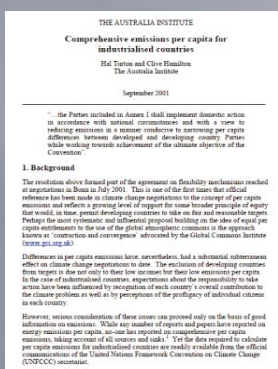 THE AUSTRALIA INSTITUTE
Comprehensive emissions per capita for
industrialised countries
Hal Turton and Clive Hamilton
The Australia Institute
September 2001
"…the Parties included in Annex I shall implement domestic action
in accordance with national circumstances and with a view to
reducing emissions in a manner conducive to narrowing per capita
differences between developed and developing country Parties
while working towards achievement of the ultimate objective of the
Convention".
1. Background
The resolution above formed part of the agreement on flexibility mechanisms reached
at negotiations in Bonn in July 2001. This is one of the first times that official
reference has been made in climate change negotiations to the concept of per capita
emissions and reflects a growing level of support for some broader principle of equity
that would, in time, permit developing countries to take on fair and reasonable targets.
Perhaps the most systematic and influential proposal building on the idea of equal per
capita entitlements to the use of the global atmospheric commons is the approach
known as 'contraction and convergence' advocated by the Global Commons Institute
(www.gci.org.uk).
Differences in per capita emissions have, nevertheless, had a substantial subterranean
effect on climate change negotiations to date. The exclusion of developing countries
from targets is due not only to their low incomes but their low emissions per capita.
In the case of industrialised countries, expectations about the responsibility to take
action have been influenced by recognition of each country's overall contribution to
the climate problem as well as by perceptions of the profligacy of individual citizens
in each country.
However, serious consideration of these issues can proceed only on the basis of good
information on emissions. While any number of reports and papers have reported on
energy emissions per capita, no-one has reported on comprehensive per capita
emissions, taking account of all sources and sinks.¹ Yet the data required to calculate
per capita emissions for industrialised countries are readily available from the official
communications of the United Nations Framework Convention on Climate Change
(UNFCCC) secretariat.